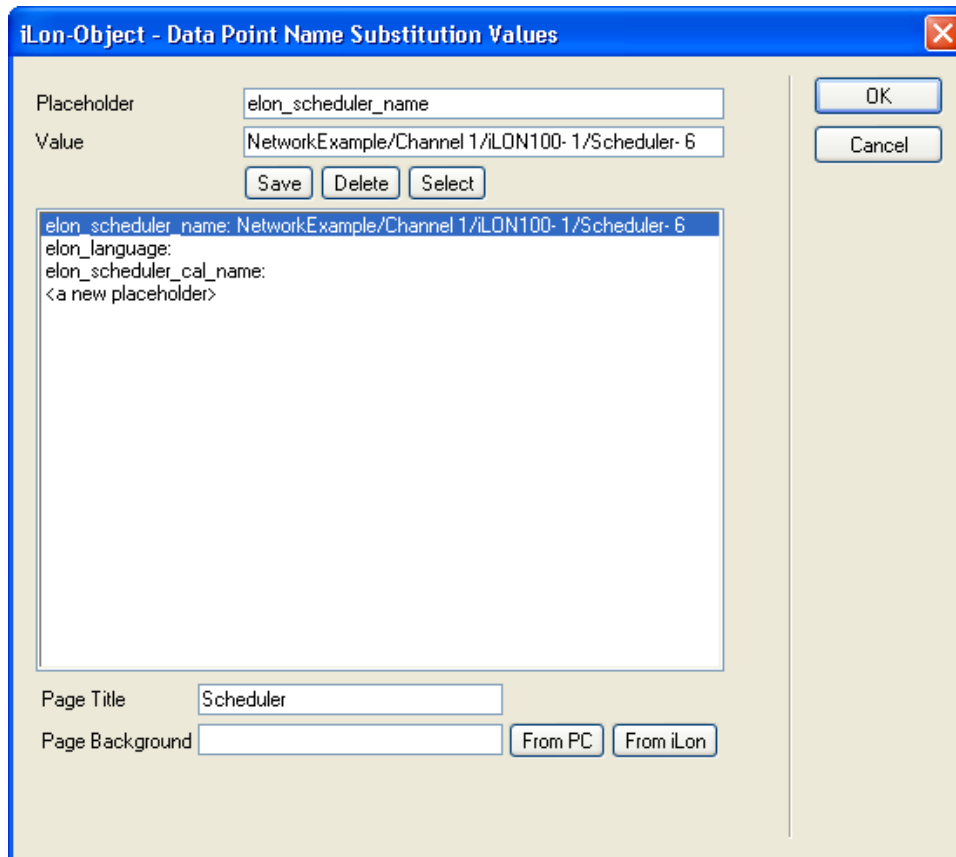 iLon-Object - Data Point Name Substitution Values
Placeholder elon_scheduler_name OK
Value NetworkExample/Channel 1/iLON100- 1/Scheduler- 6 Cancel
Save Delete Select
elon_scheduler_name: NetworkExample/Channel 1/iLON100- 1/Scheduler- 6
elon_language:
elon_scheduler_cal_name:
<a new placeholder>
Page Title Scheduler
Page Background From PC From iLon